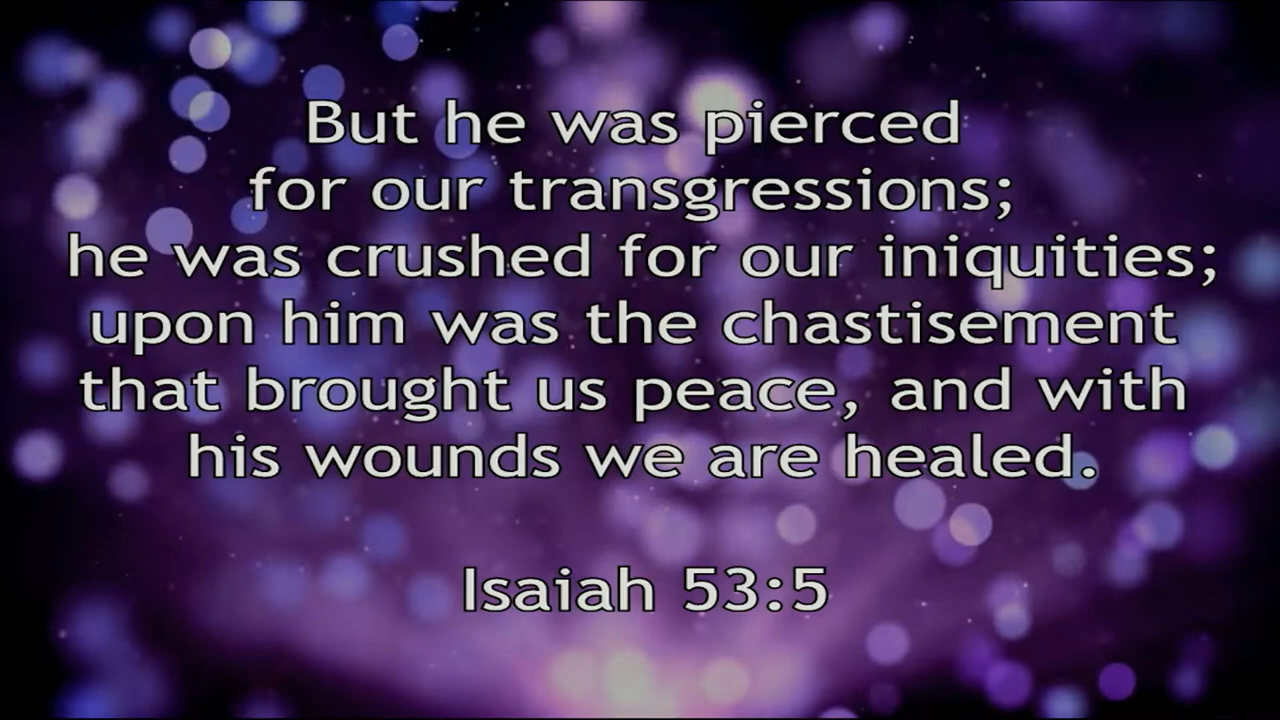 But he was pierced
for our transgressions;
he was crushed for our iniquities;
upon him was the chastisement
that brought us peace, and with
his wounds we are healed.
Isaiah 53:5